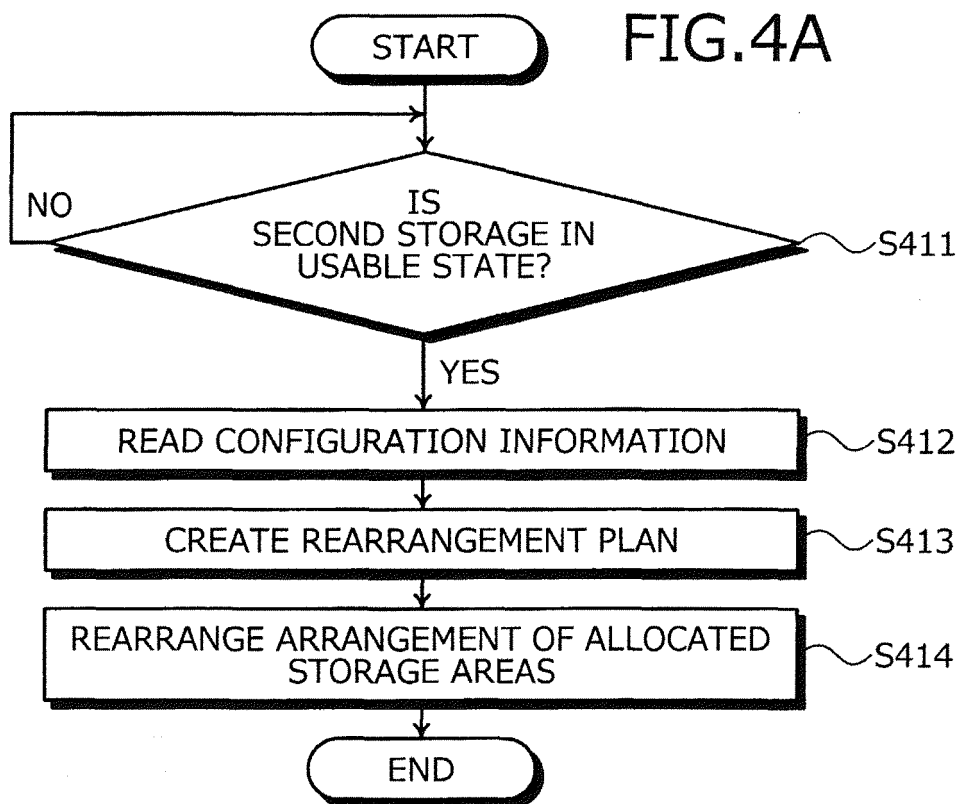 FIG.4A
START
IS
SECOND STORAGE IN
USABLE STATE?
NO
S411
YES
READ CONFIGURATION INFORMATION
S412
CREATE REARRANGEMENT PLAN
S413
REARRANGE ARRANGEMENT OF ALLOCATED
STORAGE AREAS
S414
END